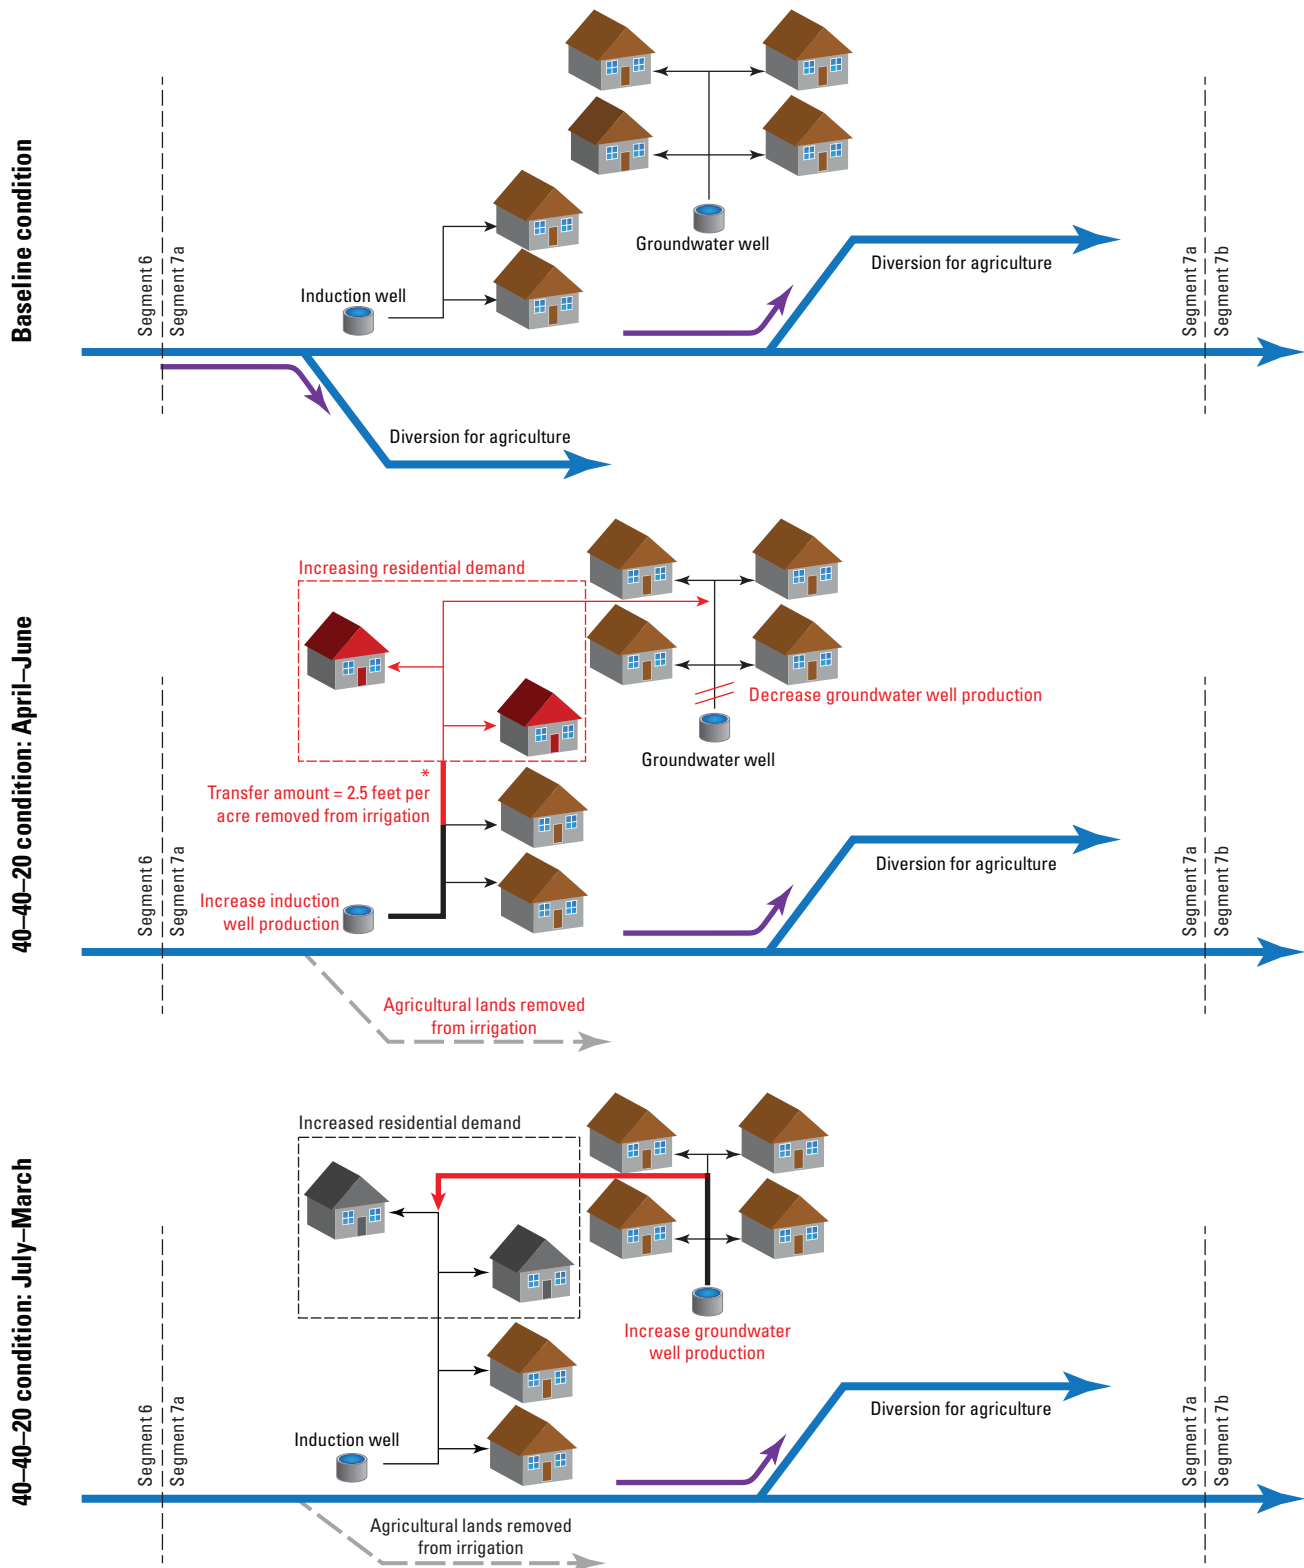 Baseline condition
Segment 6
Segment 7a
Induction well
Groundwater well
Diversion for agriculture
Diversion for agriculture
Segment 7a
Segment 7b
40–40–20 condition: April–June
Segment 6
Segment 7a
Increasing residential demand
*
Transfer amount = 2.5 feet per
acre removed from irrigation
Increase induction
well production
Decrease groundwater well production
Groundwater well
Diversion for agriculture
Agricultural lands removed
from irrigation
Segment 7a
Segment 7b
40–40–20 condition: July–March
Segment 6
Segment 7a
Increased residential demand
Increase groundwater
well production
Induction well
Diversion for agriculture
Agricultural lands removed
from irrigation
Segment 7a
Segment 7b